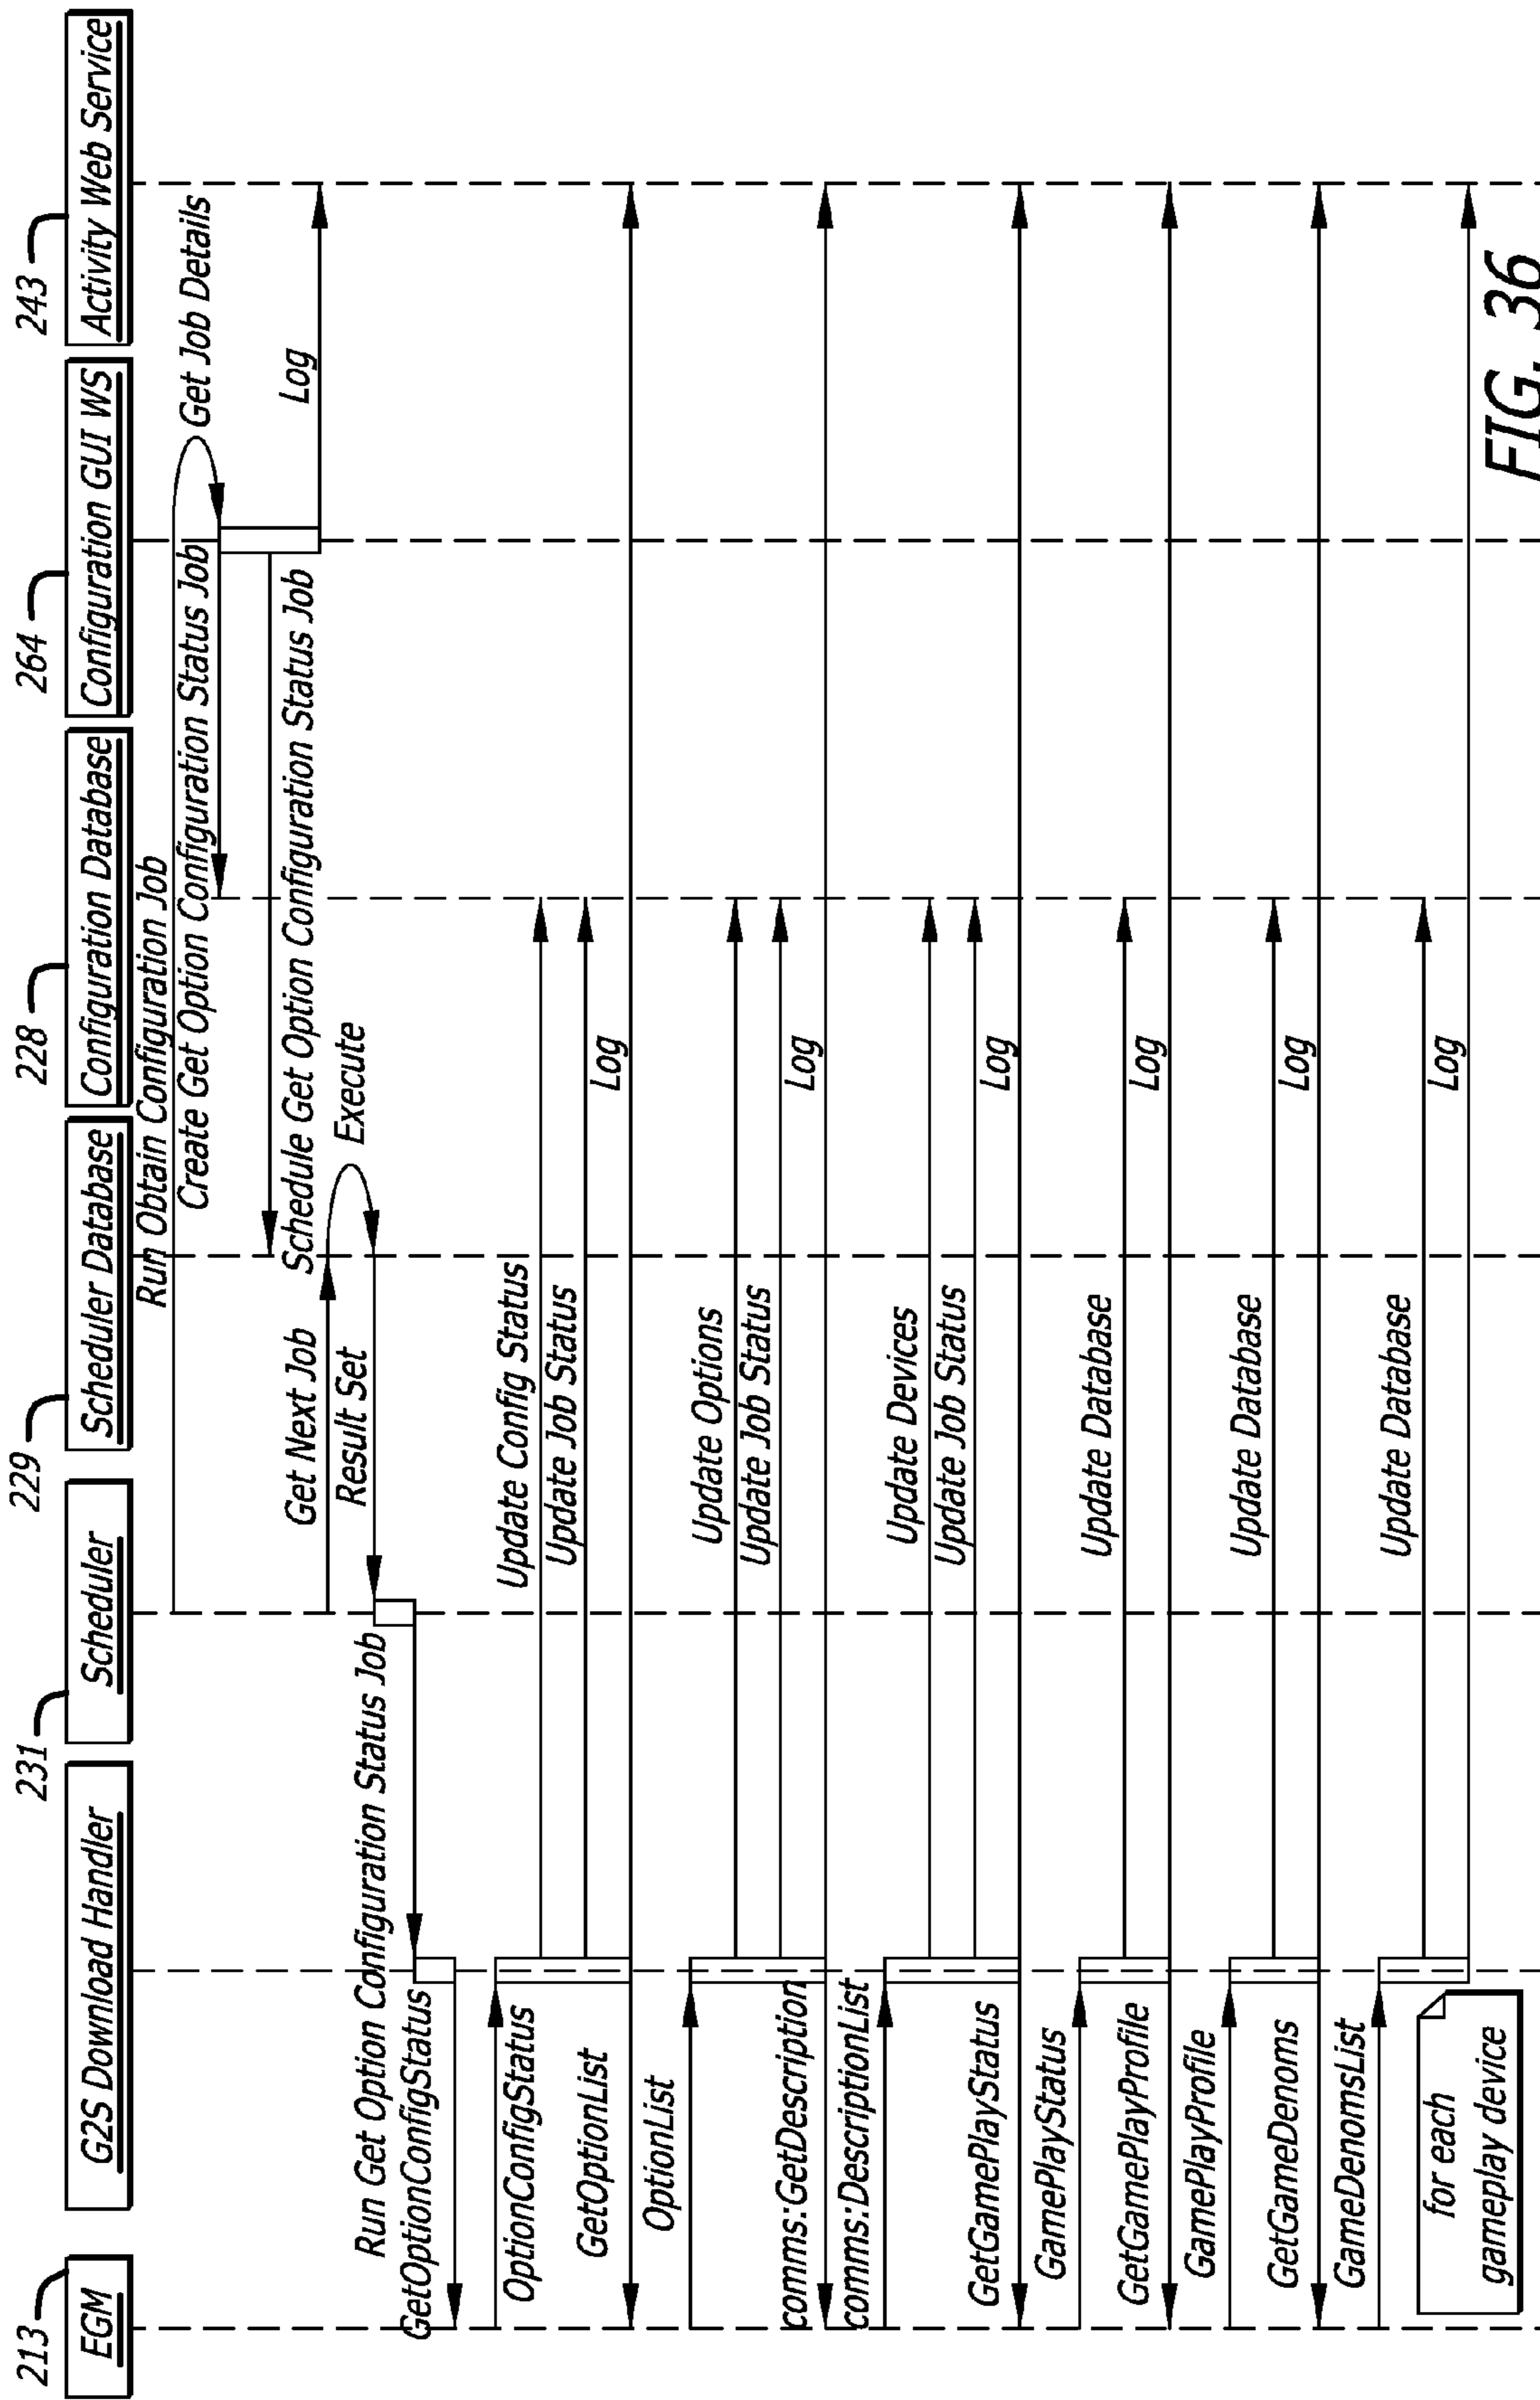 213
231
229
228
264
243
EGM
G2S Download Handler
Scheduler
Scheduler Database
Configuration Database
Configuration GUI WS
Activity Web Service
Run Obtain Configuration Job
Get Job Details
Create Get Option Configuration Status Job
Schedule Get Option Configuration Status Job
Log
Get Next Job
Execute
Result Set
Run Get Option Configuration Status Job
GetOptionConfigStatus
OptionConfigStatus
Update Config Status
Update Job Status
GetOptionList
Log
OptionList
Update Options
Update Job Status
comms:GetDescription
Log
comms:DescriptionList
Update Devices
Update Job Status
GetGamePlayStatus
Log
GamePlayStatus
Update Database
GetGamePlayProfile
Log
GamePlayProfile
Update Database
GetGameDenoms
Log
GameDenomsList
Update Database
Log
for each
gameplay device
FIG. 36